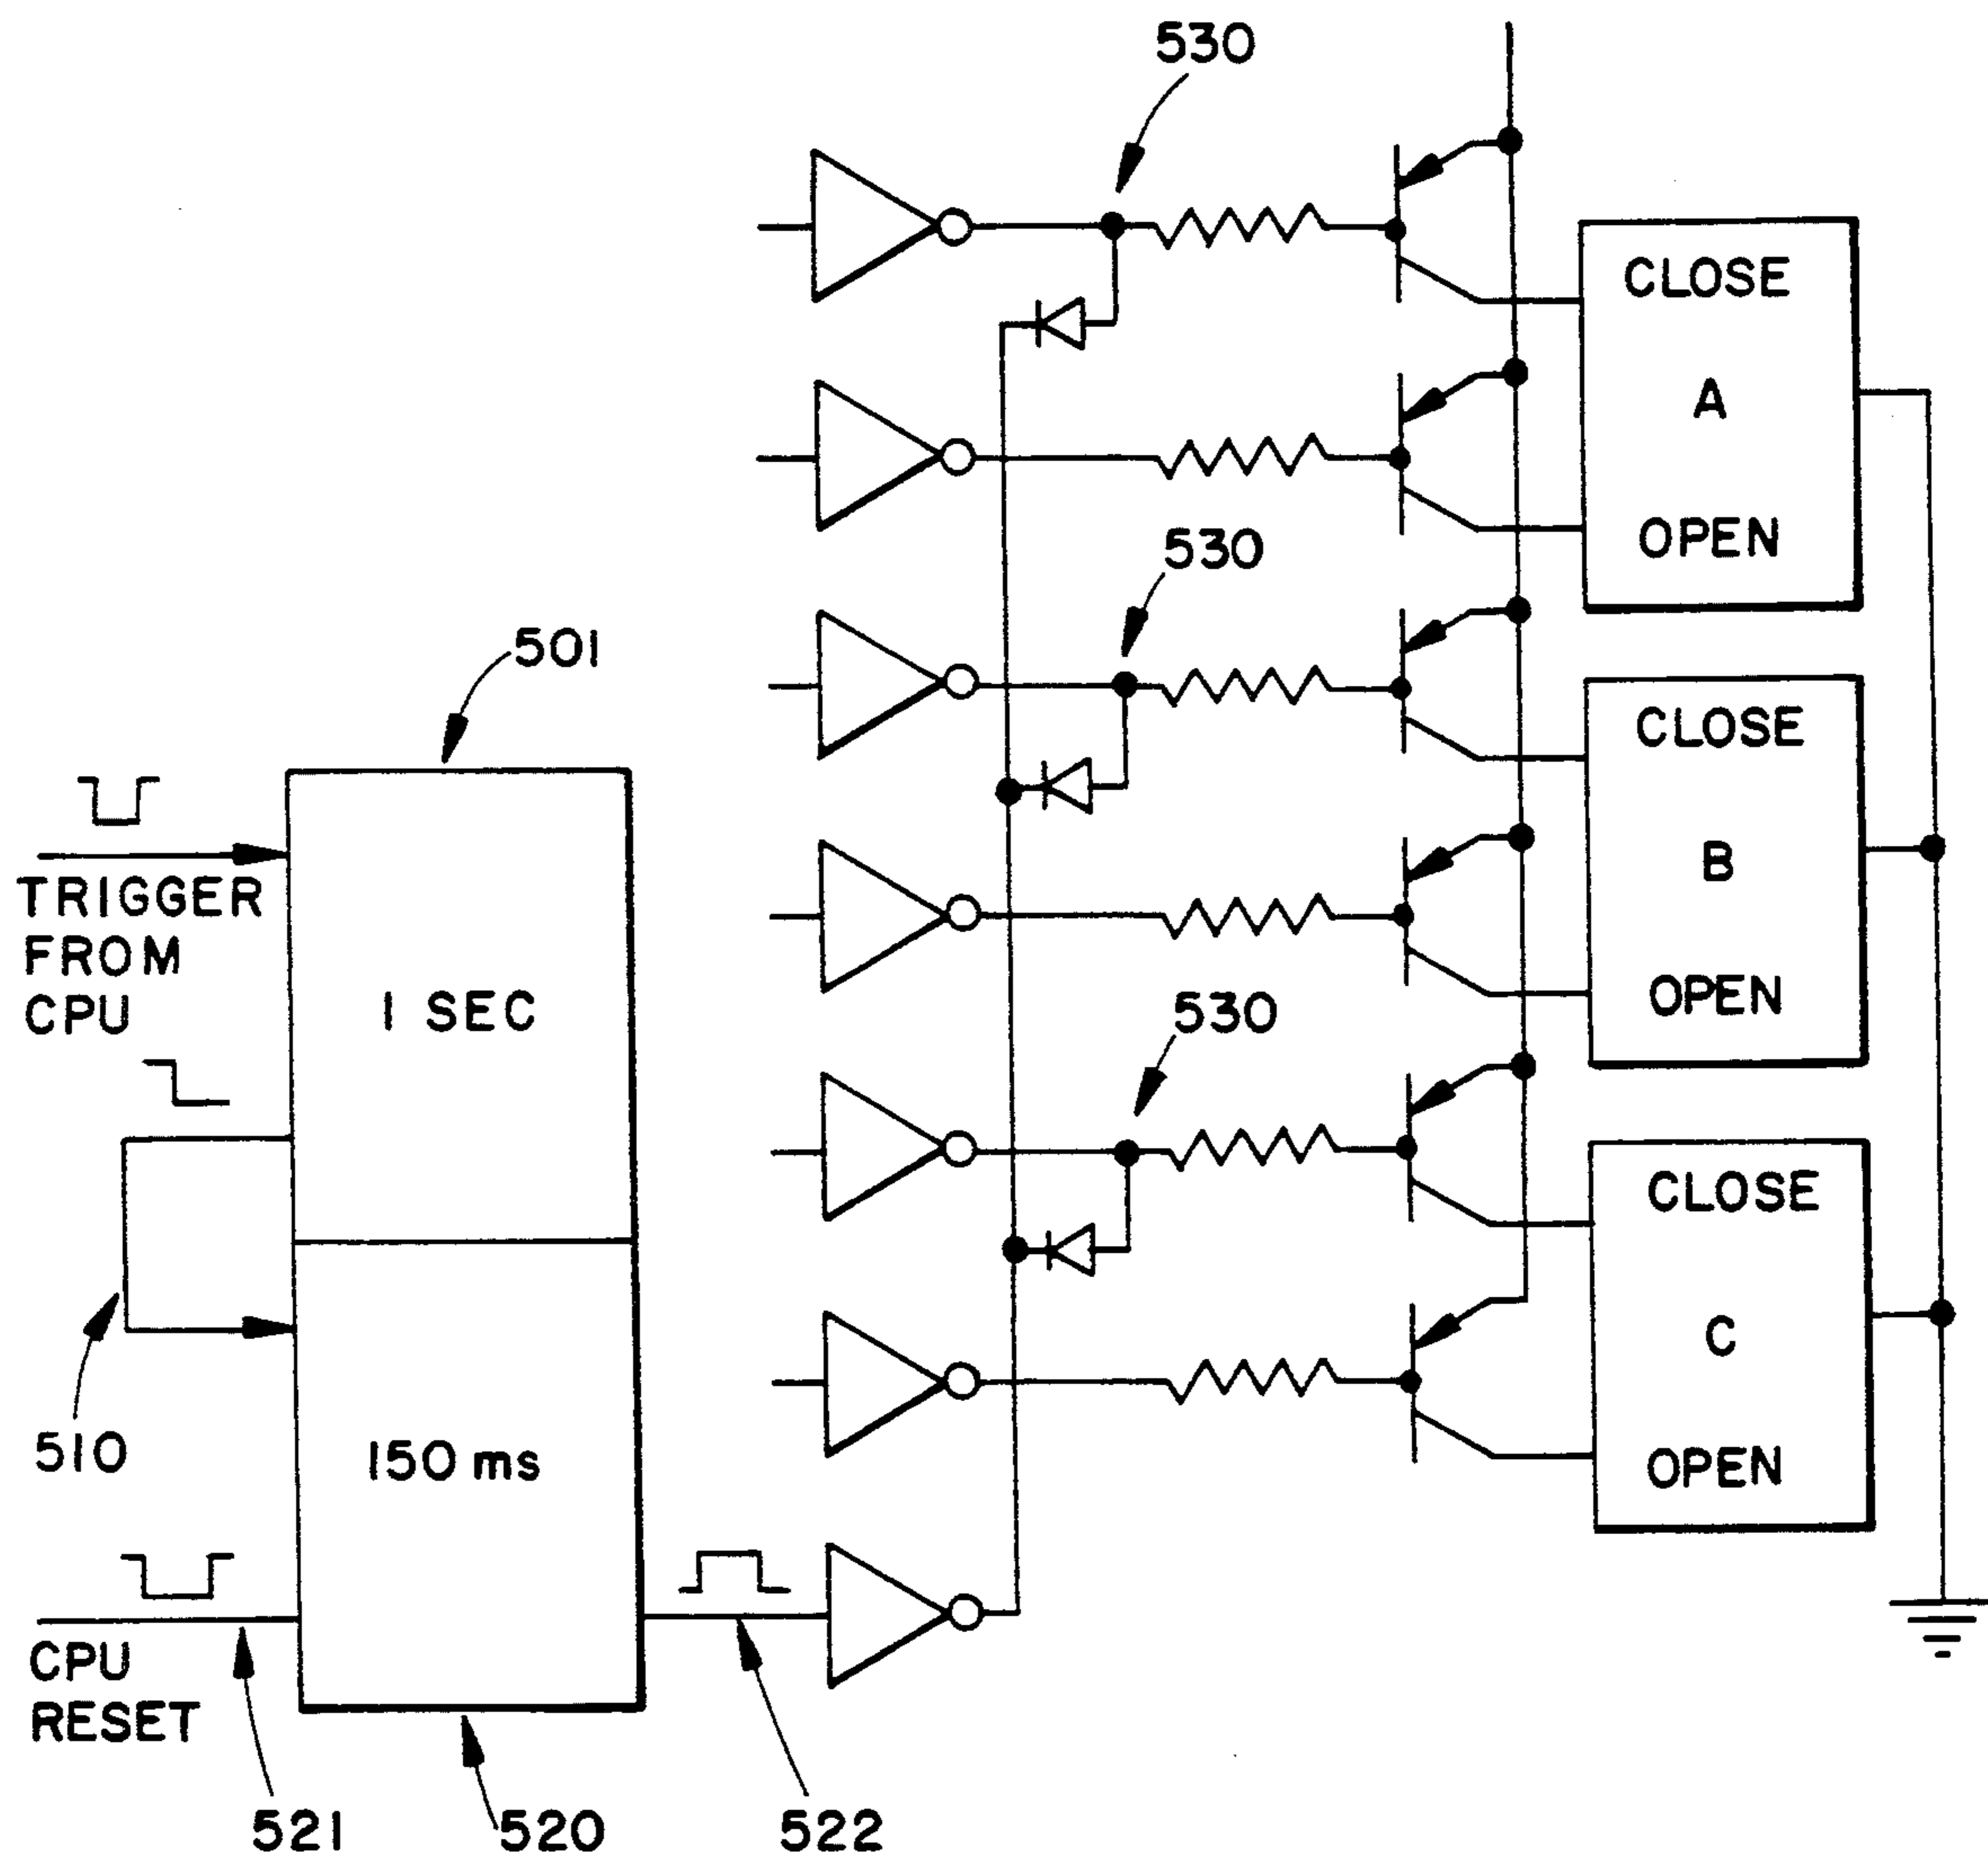 530
CLOSE
A
OPEN
530
501
CLOSE
B
OPEN
TRIGGER
FROM
CPU
1 SEC
530
CLOSE
C
OPEN
510
150 ms
CPU
RESET
521
520
522